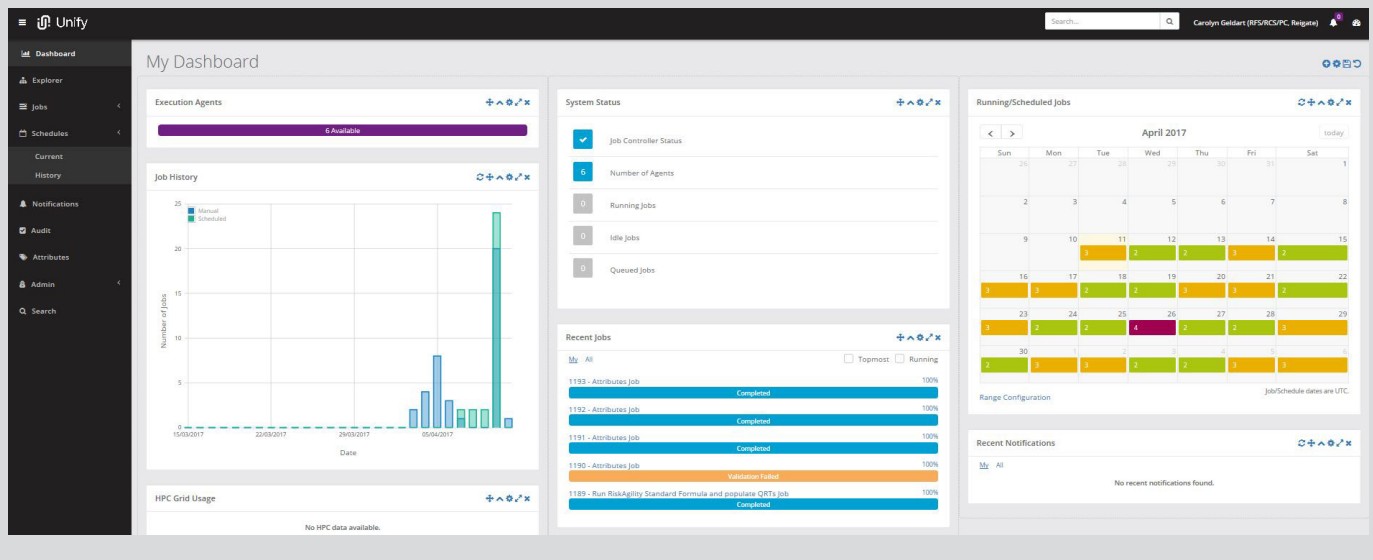 Unify
Search...
Carolyn Geldart (RFS/RCS/PC, Reigate)
0
Dashboard
Explorer
Jobs
Schedules
Current
History
Notifications
Audit
Attributes
Admin
Search
My Dashboard
Execution Agents
6 Available
Job History
25
Manual
Scheduled
20
15
10
5
0
Number of Jobs
15/03/2017 22/03/2017 29/03/2017 05/04/2017
Date
HPC Grid Usage
No HPC data available.
System Status
Job Controller Status
6 Number of Agents
0 Running Jobs
0 Idle Jobs
0 Queued Jobs
Recent Jobs
My All Topmost Running
1193 - Attributes Job 100%
Completed
1192 - Attributes Job 100%
Completed
1191 - Attributes Job 100%
Completed
1190 - Attributes Job 100%
Validation Failed
1189 - Run RiskAgility Standard Formula and populate QRTs Job 100%
Completed
Running/Scheduled Jobs
April 2017
today
Sun Mon Tue Wed Thu Fri Sat
26 27 28 29 30 31 1
2 3 4 5 6 7 8
9 10 11 12 13 14 15
3 2 2 3 2
16 17 18 19 20 21 22
3 3 2 2 3 3 2
23 24 25 26 27 28 29
3 2 2 4 2 2 3
30 1 2 3 4 5 6
2 3 3 2 2 3 3
Job/Schedule dates are UTC.
Range Configuration
Recent Notifications
My All
No recent notifications found.